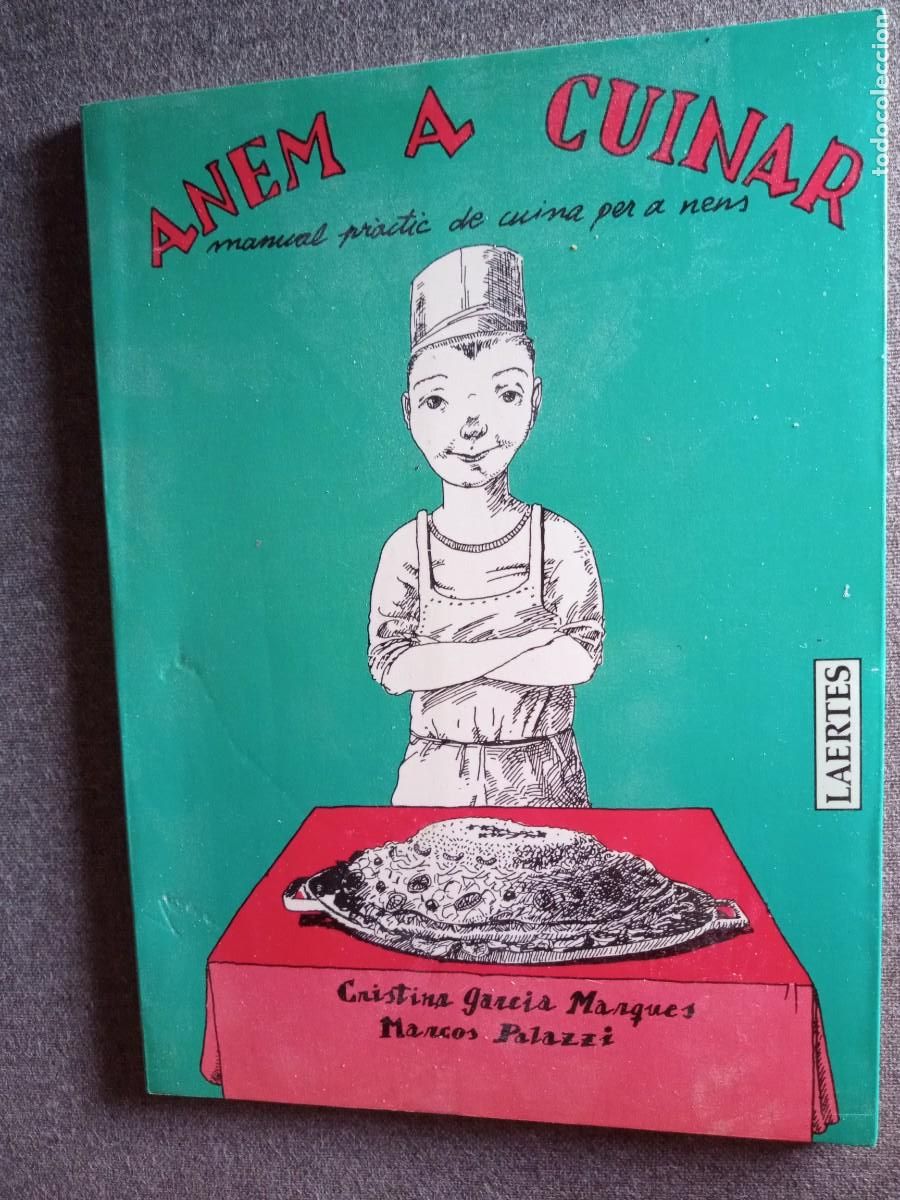 ANEM A CUINAR
manual pràctic de cuina per a nens
LAERTES
Cristina Garcia Marques
Marcos Palazzi
todocoleccion